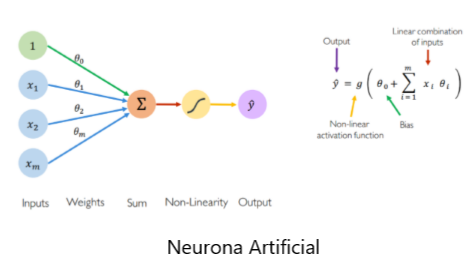 1
x1
x2
xm
θ0
θ1
θ2
θm
Σ
ŷ
Inputs Weights Sum Non-Linearity Output
Output
Linear combination
of inputs
ŷ = g ( θ0 + Σ i=1 m xi θi )
Non-linear
activation function
Bias
Neurona Artificial